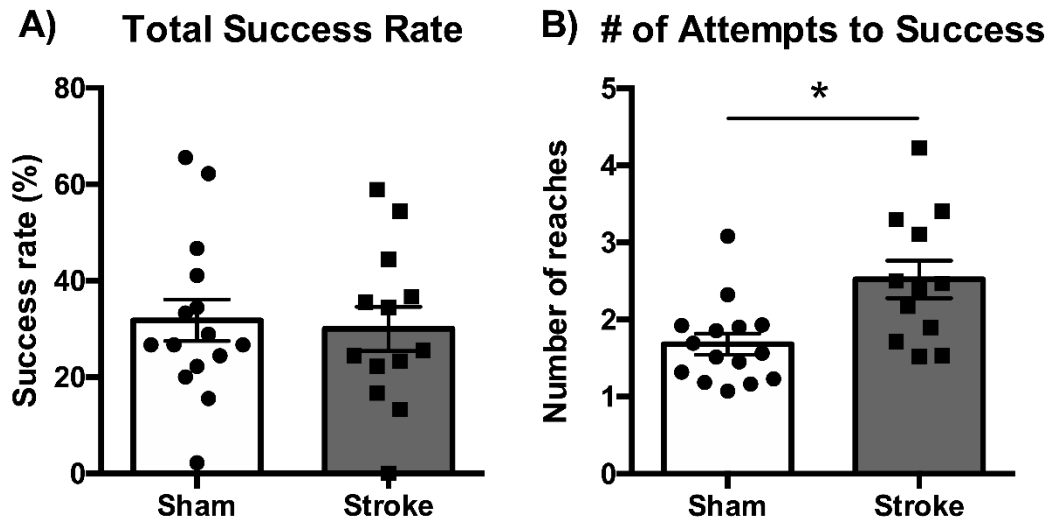 A) Total Success Rate
Success rate (%)
80
60
40
20
0
Sham Stroke
B) # of Attempts to Success
Number of reaches
5
4
3
2
1
0
*
Sham Stroke